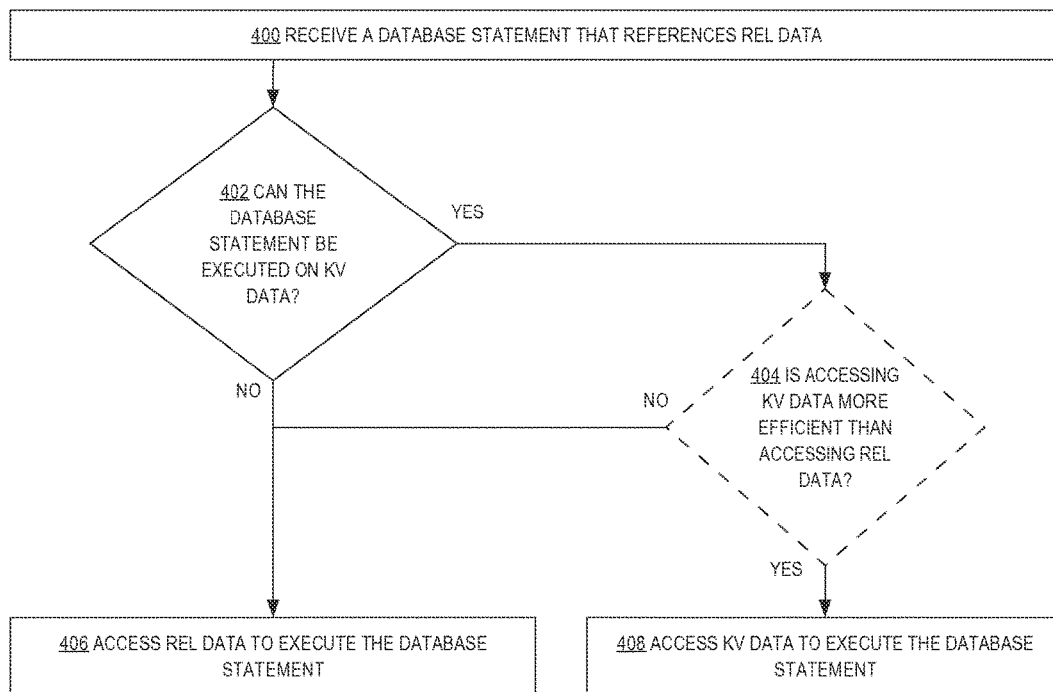 400 RECEIVE A DATABASE STATEMENT THAT REFERENCES REL DATA
402 CAN THE
DATABASE
STATEMENT BE
EXECUTED ON KV
DATA?
YES
NO
404 IS ACCESSING
KV DATA MORE
EFFICIENT THAN
ACCESSING REL
DATA?
NO
YES
406 ACCESS REL DATA TO EXECUTE THE DATABASE
STATEMENT
408 ACCESS KV DATA TO EXECUTE THE DATABASE
STATEMENT